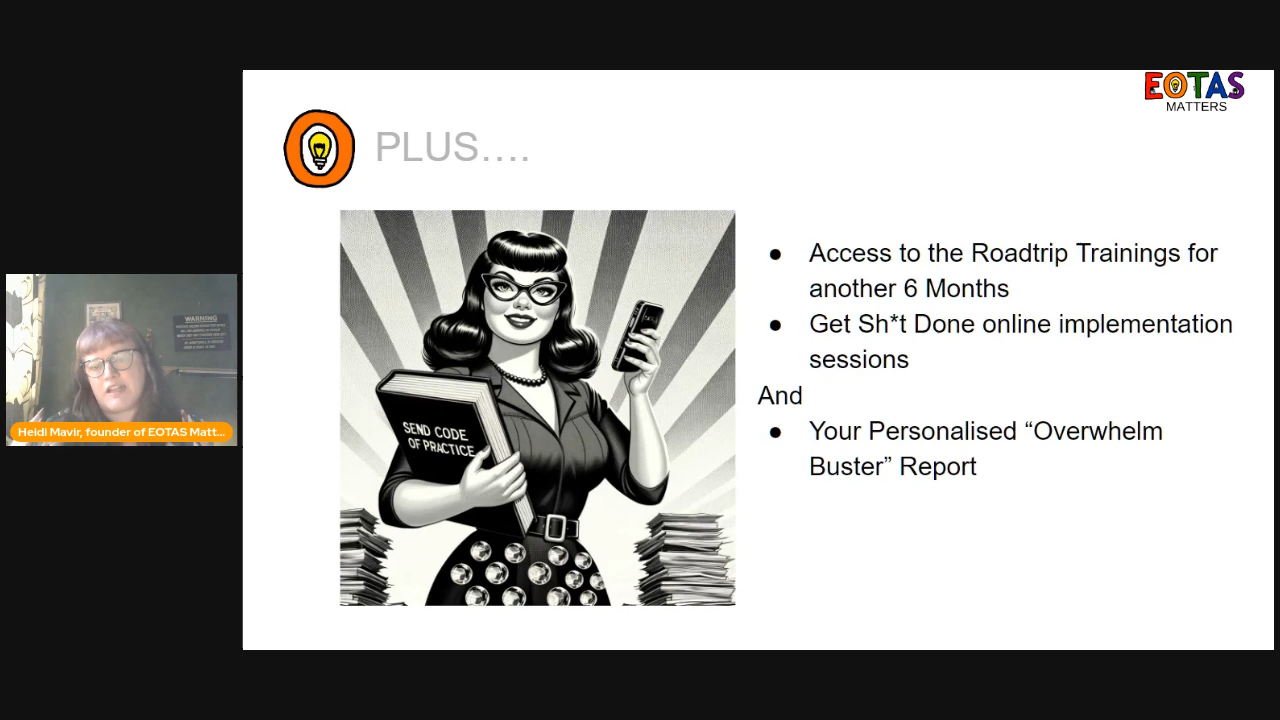 EOTAS
MATTERS
PLUS....
SEND CODE
OF PRACTICE
● Access to the Roadtrip Trainings for
another 6 Months
● Get Sh*t Done online implementation
sessions
And
● Your Personalised “Overwhelm
Buster” Report
WARNING
Heidi Mavir, founder of EOTAS Matt...